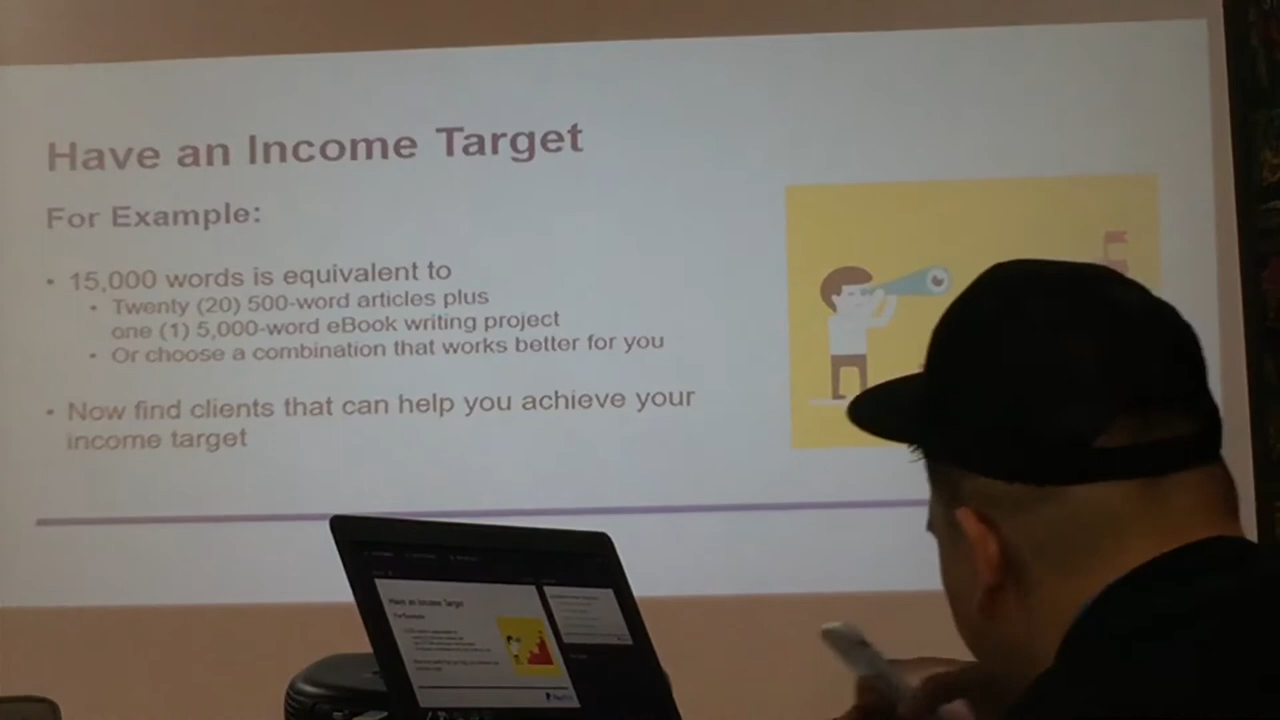 Have an Income Target
For Example:
• 15,000 words is equivalent to
• Twenty (20) 500-word articles plus
one (1) 5,000-word eBook writing project
• Or choose a combination that works better for you
• Now find clients that can help you achieve your
income target
Have an Income Target
For Example: